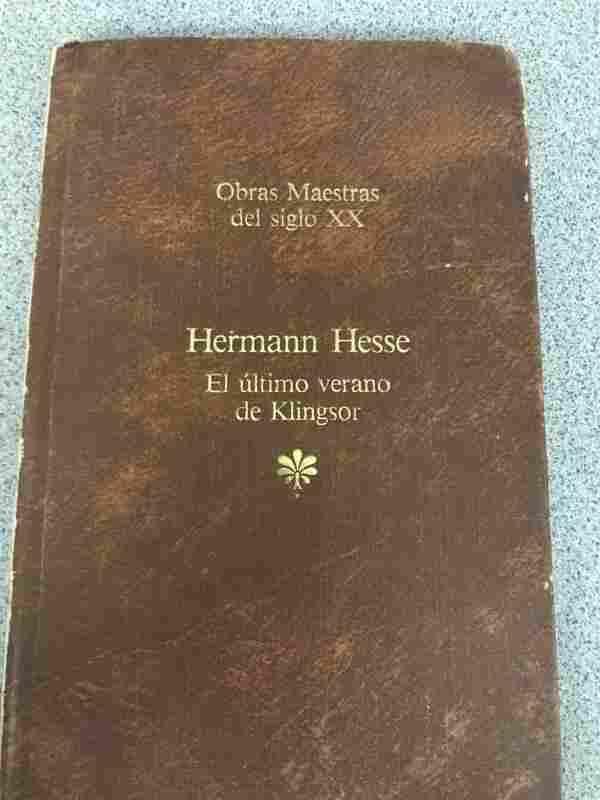 Obras Maestras
del siglo XX
Hermann Hesse
El último verano
de Klingsor